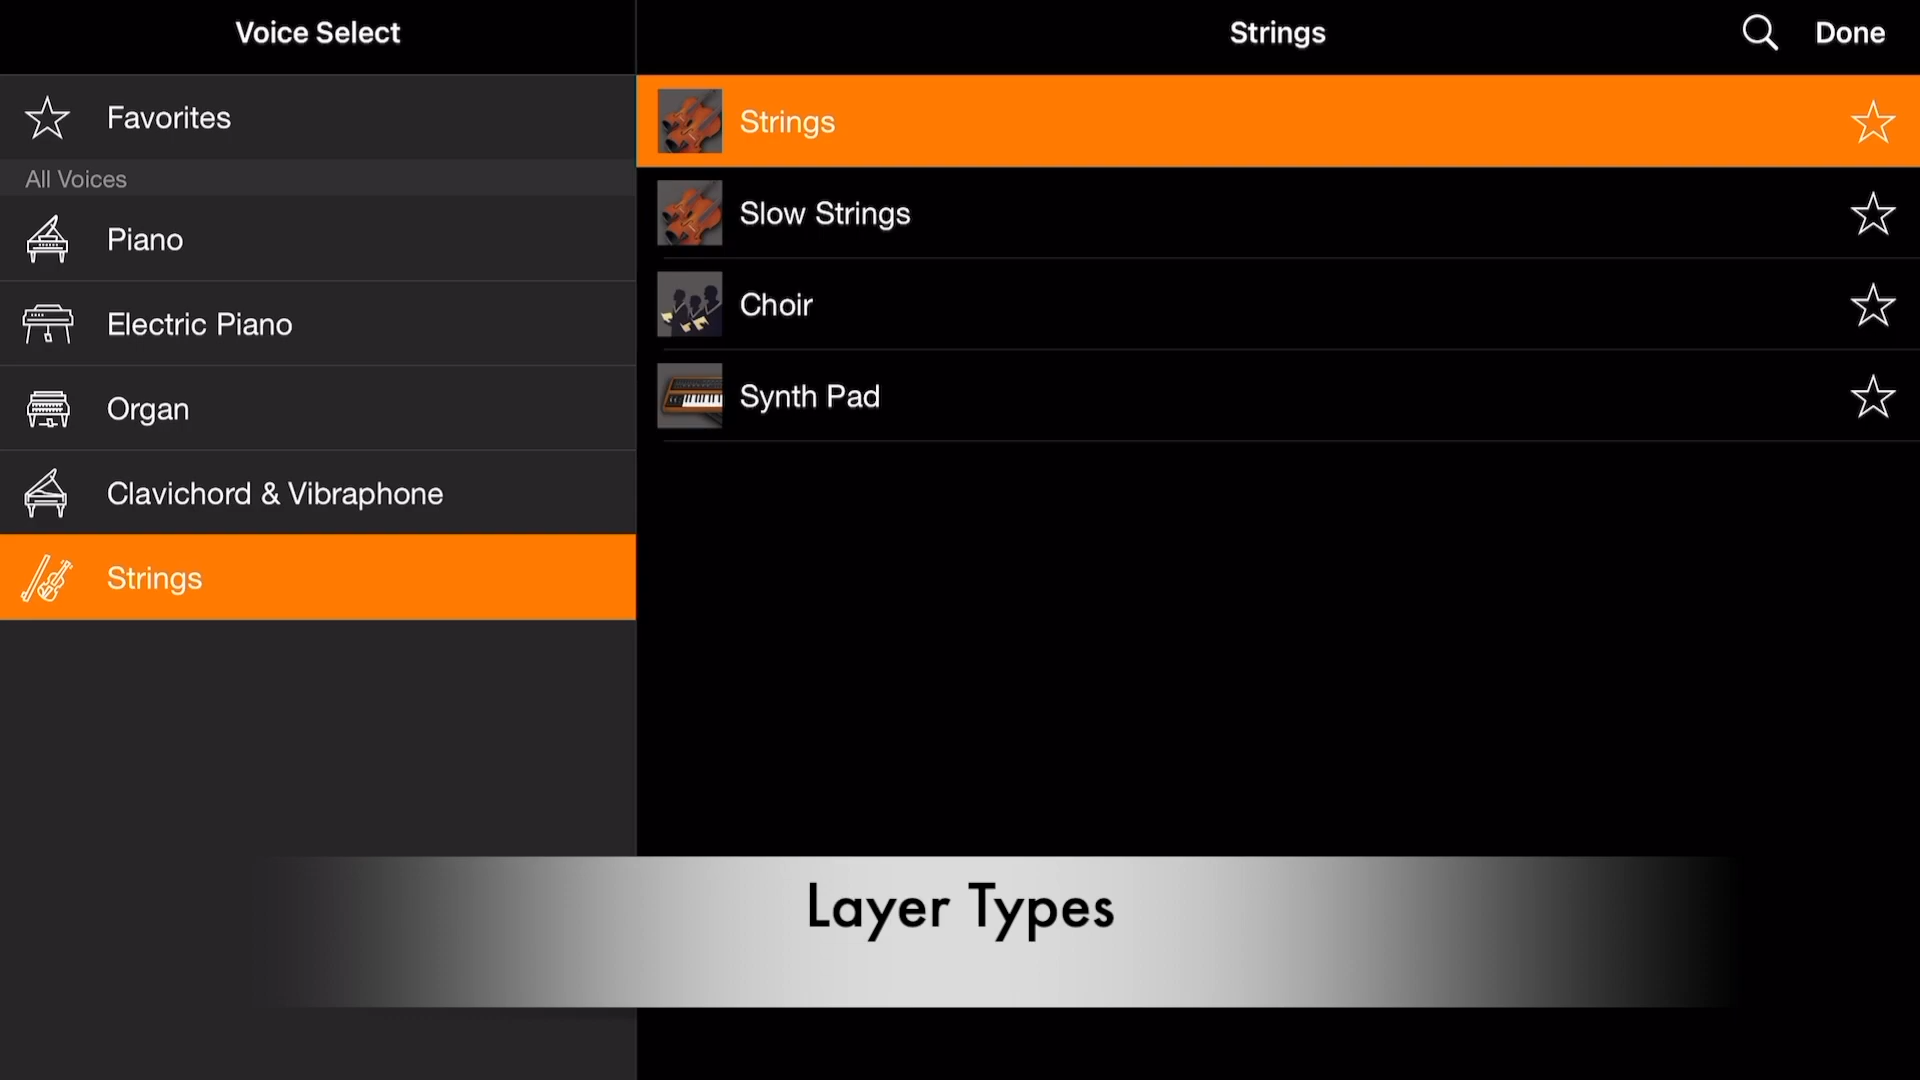 Voice Select
Favorites
All Voices
Piano
Electric Piano
Organ
Clavichord & Vibraphone
Strings
Strings
Done
Strings
Slow Strings
Choir
Synth Pad
Layer Types